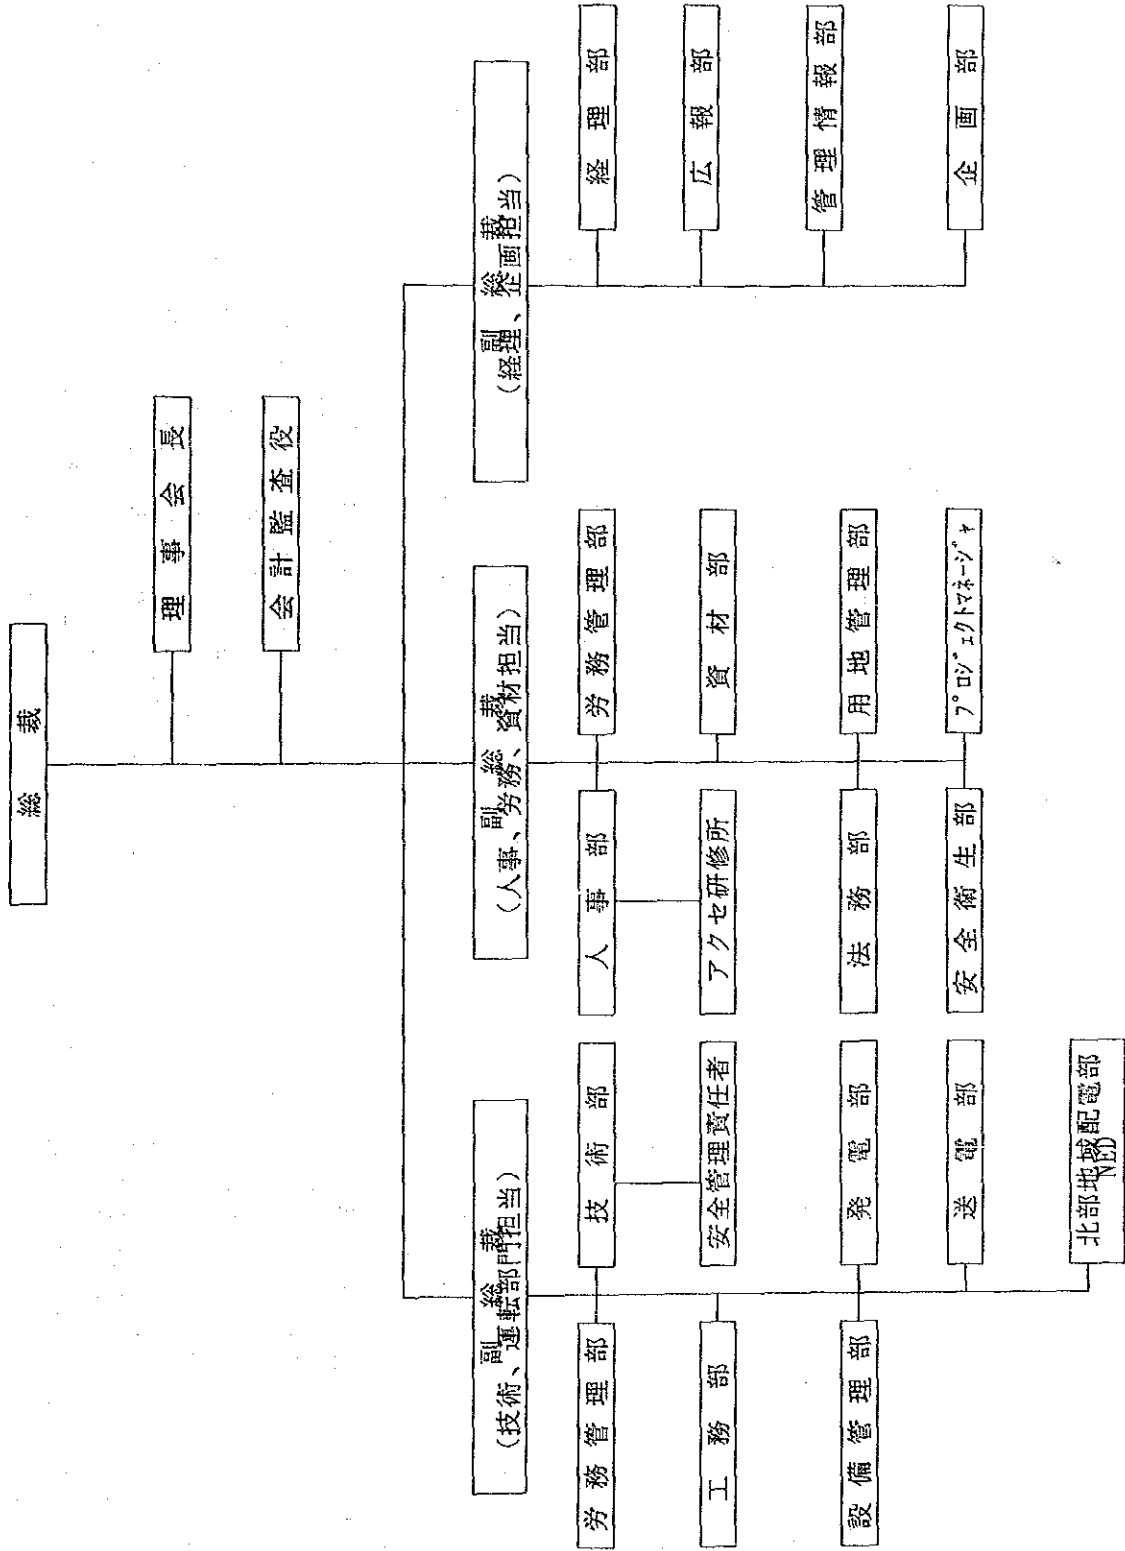 総裁
理事会長
会計監査役
副総裁
(技術、運転部門担当)
副総裁
(人事、労務、資材担当)
副総裁
(経理、企画担当)
労務管理部
技術部
人事部
労務管理部
経理部
工務部
安全管理責任者
アクセ研修所
資材部
広報部
設備管理部
発電部
法務部
用地管理部
管理情報部
送電部
安全衛生部
プロジェクトマネージャ
企画部
北部地域配電部
NED